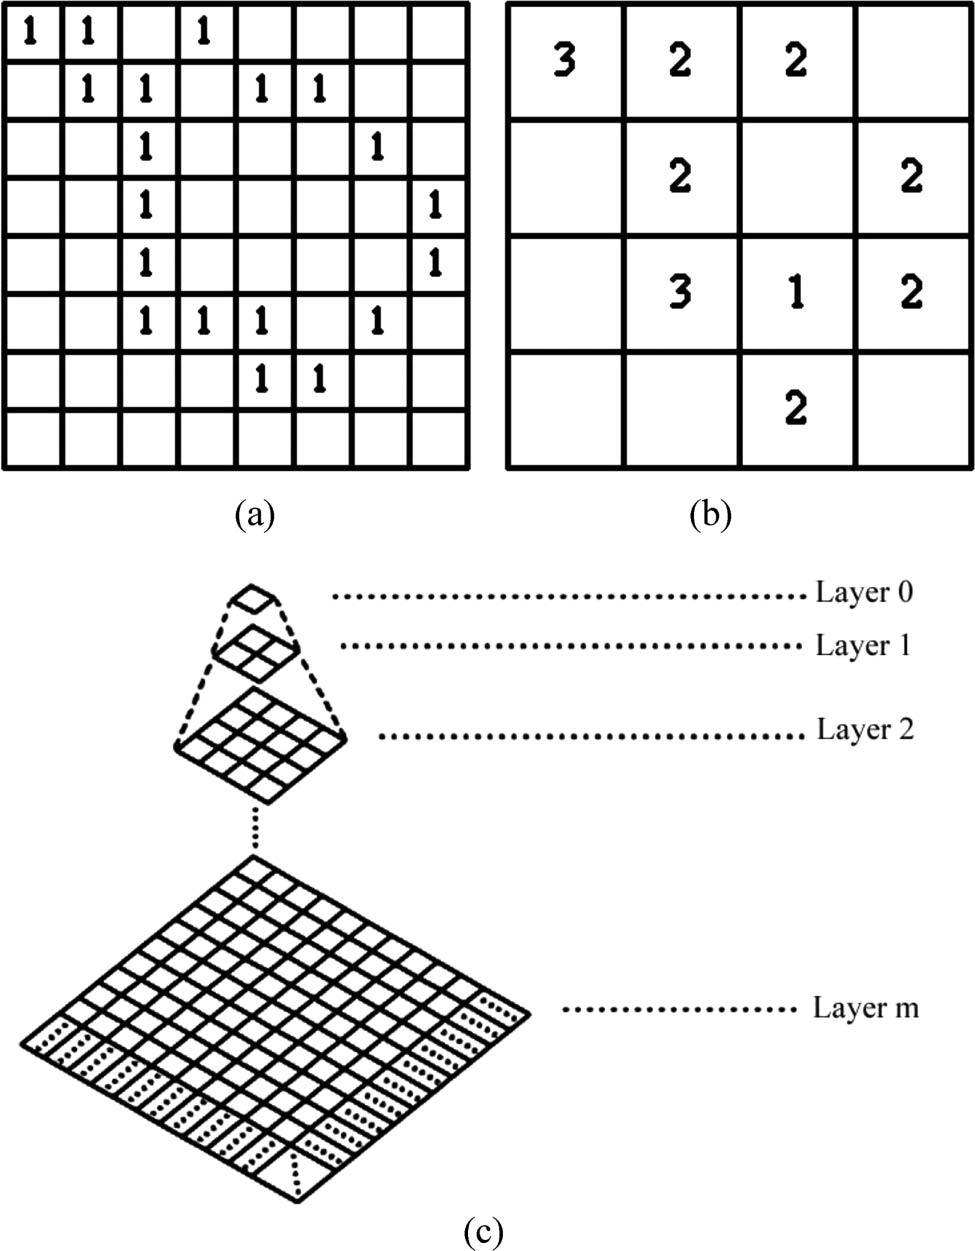 1 1 1
1 1 1 1
1 1
1 1
1 1
1 1 1 1
1 1
3 2 2
2 2
3 1 2
2
(a) (b)
Layer 0
Layer 1
Layer 2
Layer m
(c)